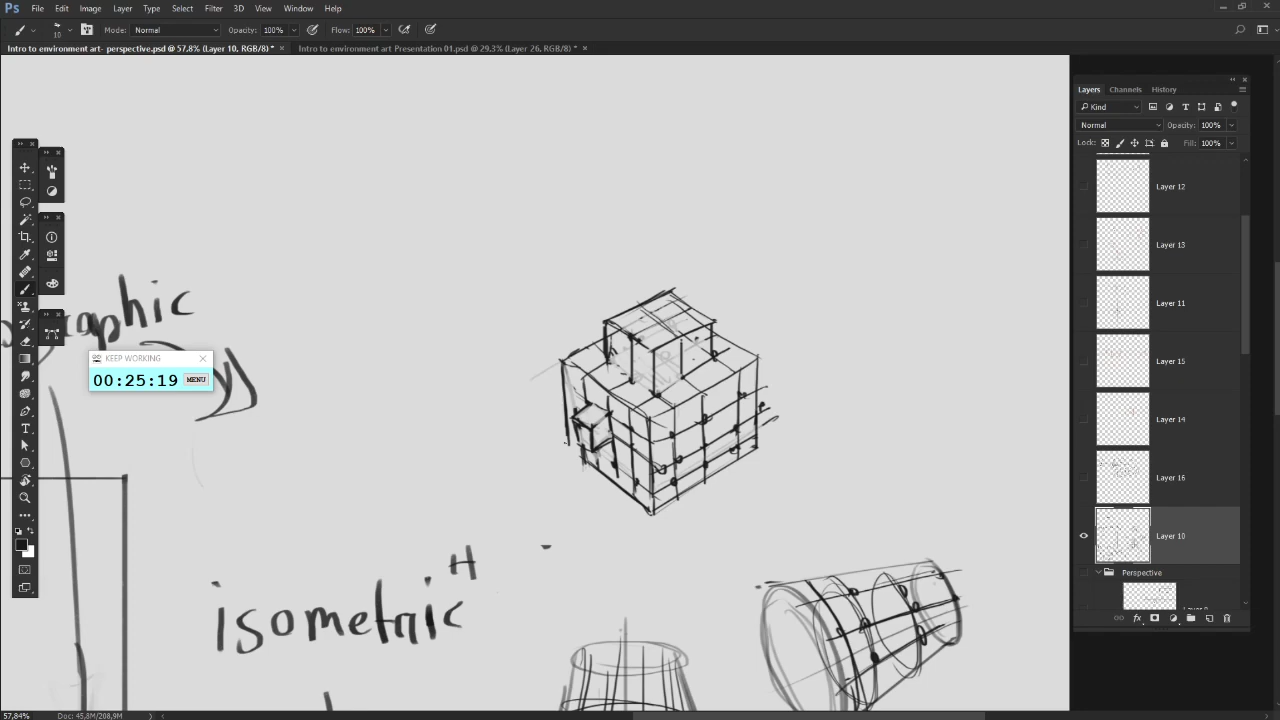 Ps File Edit Image Layer Type Select Filter 3D View Window Help
10 Mode: Normal Opacity: 100% Flow: 100%
Intro to environment art- perspective.psd @ 57,8% (Layer 10, RGB/8) * × Intro to environment art Presentation 01.psd @ 29,3% (Layer 26, RGB/8) * ×
Layers Channels History
Kind
Normal Opacity: 100%
Lock: Fill: 100%
Layer 12
Layer 13
Layer 11
Layer 15
Layer 14
Layer 16
Layer 10
Perspective
KEEP WORKING
00:25:19 MENU
isometric
57,84% Doc: 45,8M/208,9M